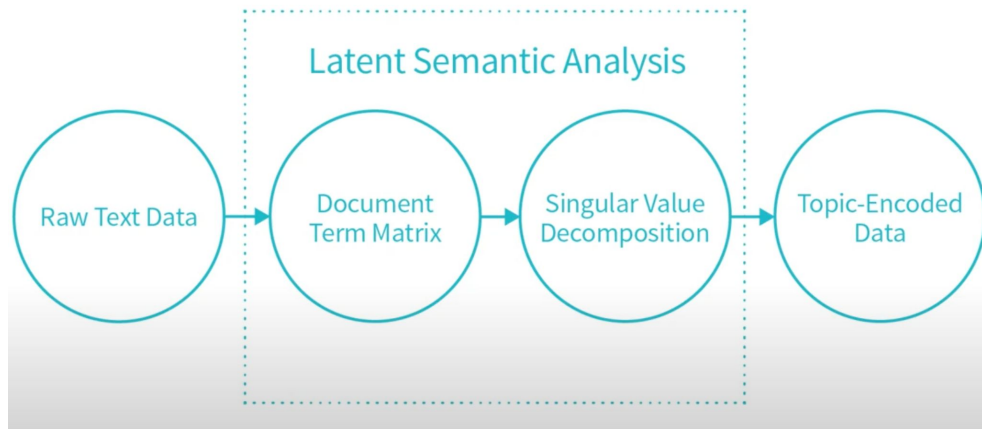 Latent Semantic Analysis
Raw Text Data
Document
Term Matrix
Singular Value
Decomposition
Topic-Encoded
Data